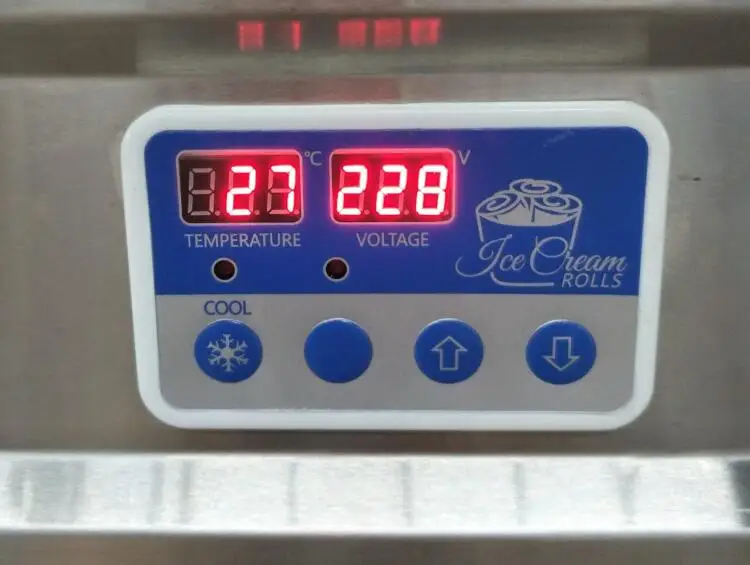 27 °C 228 V
TEMPERATURE VOLTAGE
Ice Cream
ROLLS
COOL